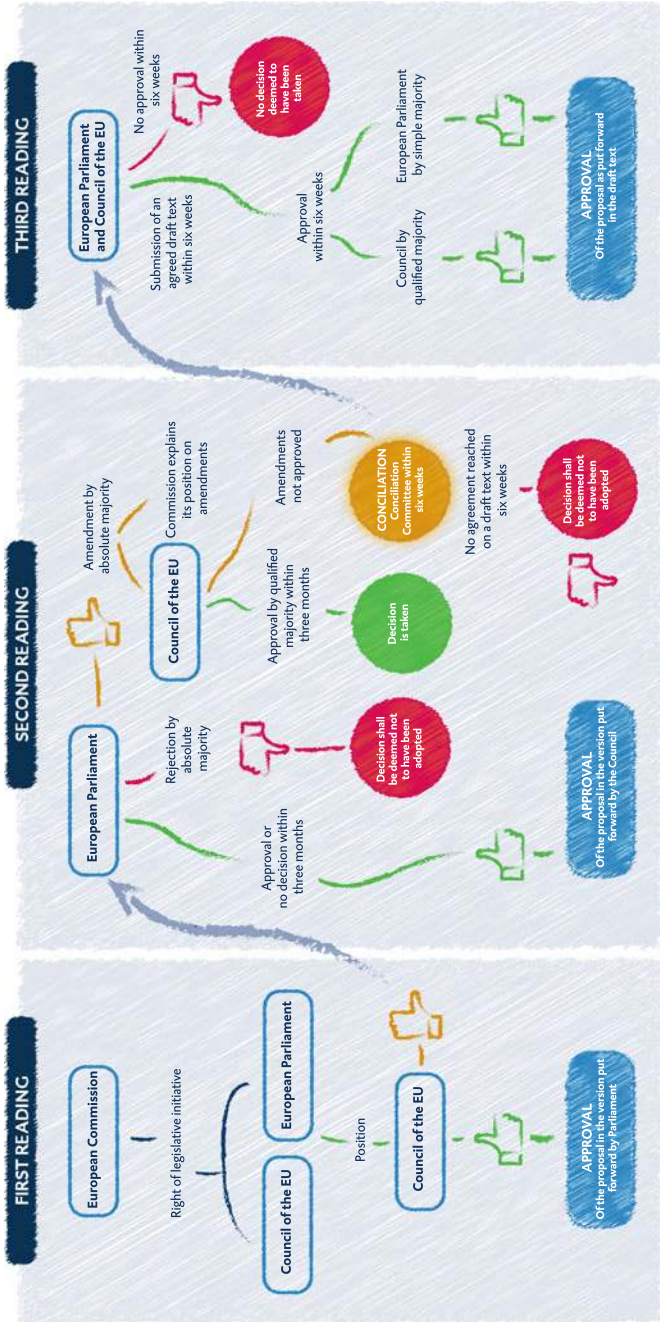 FIRST READING
European Commission
Right of legislative initiative
Council of the EU
European Parliament
Position
Council of the EU
APPROVAL
Of the proposal in the version put
forward by Parliament
SECOND READING
European Parliament
Approval or
no decision within
three months
APPROVAL
Of the proposal in the version put
forward by the Council
Rejection by
absolute
majority
Decision shall
be deemed not
to have been
adopted
Amendment by
absolute majority
Council of the EU
Commission explains
its position on
amendments
Approval by qualified
majority within
three months
Decision
is taken
Amendments
not approved
CONCILIATION
Conciliation
Committee within
six weeks
No agreement reached
on a draft text within
six weeks
Decision shall
be deemed not
to have been
adopted
THIRD READING
European Parliament
and Council of the EU
Submission of an
agreed draft text
within six weeks
No approval within
six weeks
No decision
deemed to
have been
taken
Approval
within six weeks
Council by
qualified majority
European Parliament
by simple majority
APPROVAL
Of the proposal as put forward
in the draft text